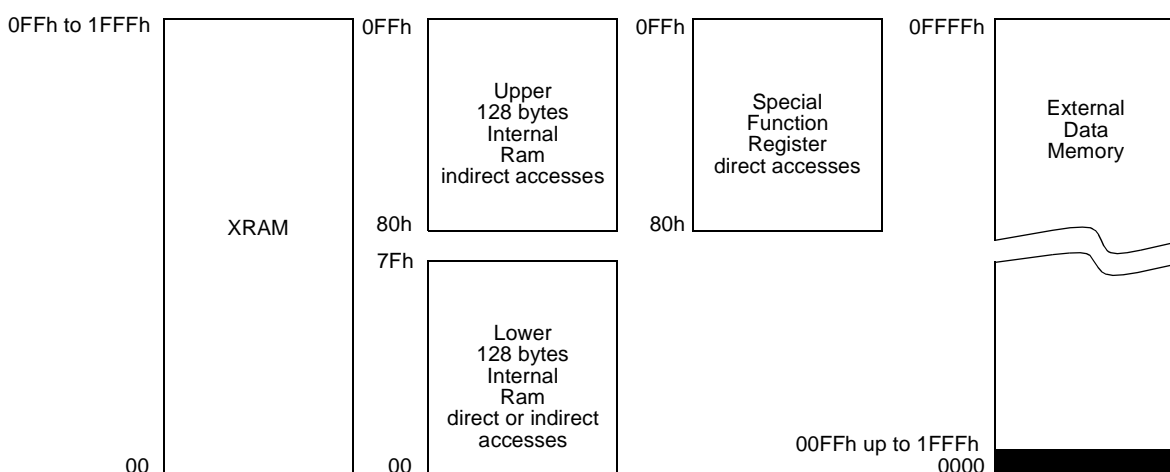 0FFh to 1FFFh
XRAM
00
0FFh
Upper
128 bytes
Internal
Ram
indirect accesses
80h
7Fh
Lower
128 bytes
Internal
Ram
direct or indirect
accesses
00
0FFh
Special
Function
Register
direct accesses
80h
0FFFFh
External
Data
Memory
00FFh up to 1FFFh
0000